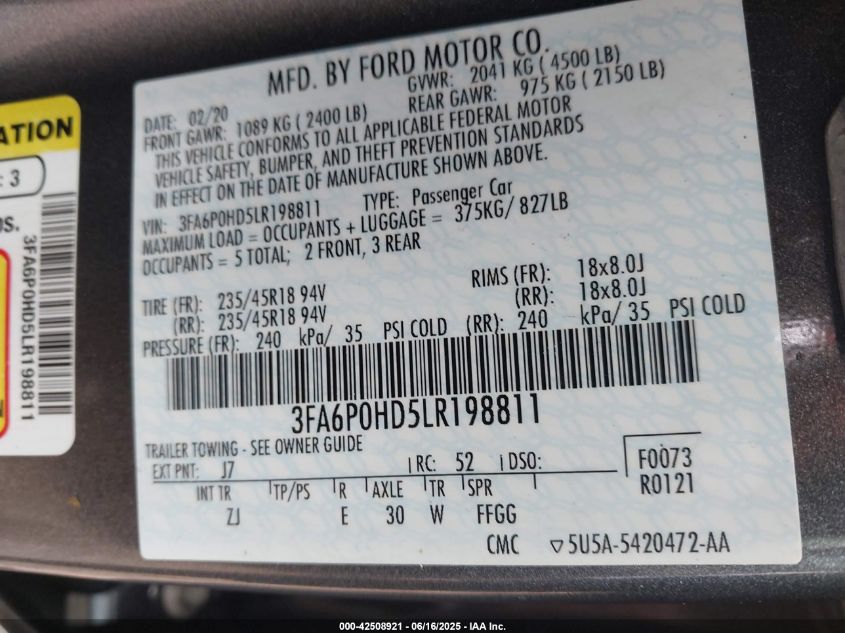 MFD. BY FORD MOTOR CO.
DATE: 02/20 GVWR: 2041 KG ( 4500 LB)
FRONT GAWR: 1089 KG ( 2400 LB) REAR GAWR: 975 KG ( 2150 LB)
THIS VEHICLE CONFORMS TO ALL APPLICABLE FEDERAL MOTOR
VEHICLE SAFETY, BUMPER, AND THEFT PREVENTION STANDARDS
IN EFFECT ON THE DATE OF MANUFACTURE SHOWN ABOVE.
VIN: 3FA6P0HD5LR198811 TYPE: Passenger Car
MAXIMUM LOAD = OCCUPANTS + LUGGAGE = 375KG/ 827LB
OCCUPANTS = 5 TOTAL; 2 FRONT, 3 REAR
TIRE (FR): 235/45R18 94V RIMS (FR): 18x8.0J
(RR): 235/45R18 94V (RR): 18x8.0J
PRESSURE (FR): 240 kPa/ 35 PSI COLD (RR): 240 kPa/ 35 PSI COLD
3FA6P0HD5LR198811
TRAILER TOWING - SEE OWNER GUIDE
EXT PNT: J7 RC: 52 DSO: F0073
INT TR TP/PS R AXLE TR SPR R0121
ZJ E 30 W FFGG
CMC ▽5U5A-5420472-AA
ATION
: 3
S.
3FA6P0HD5LR198811
000-42508921 - 06/16/2025 - IAA Inc.